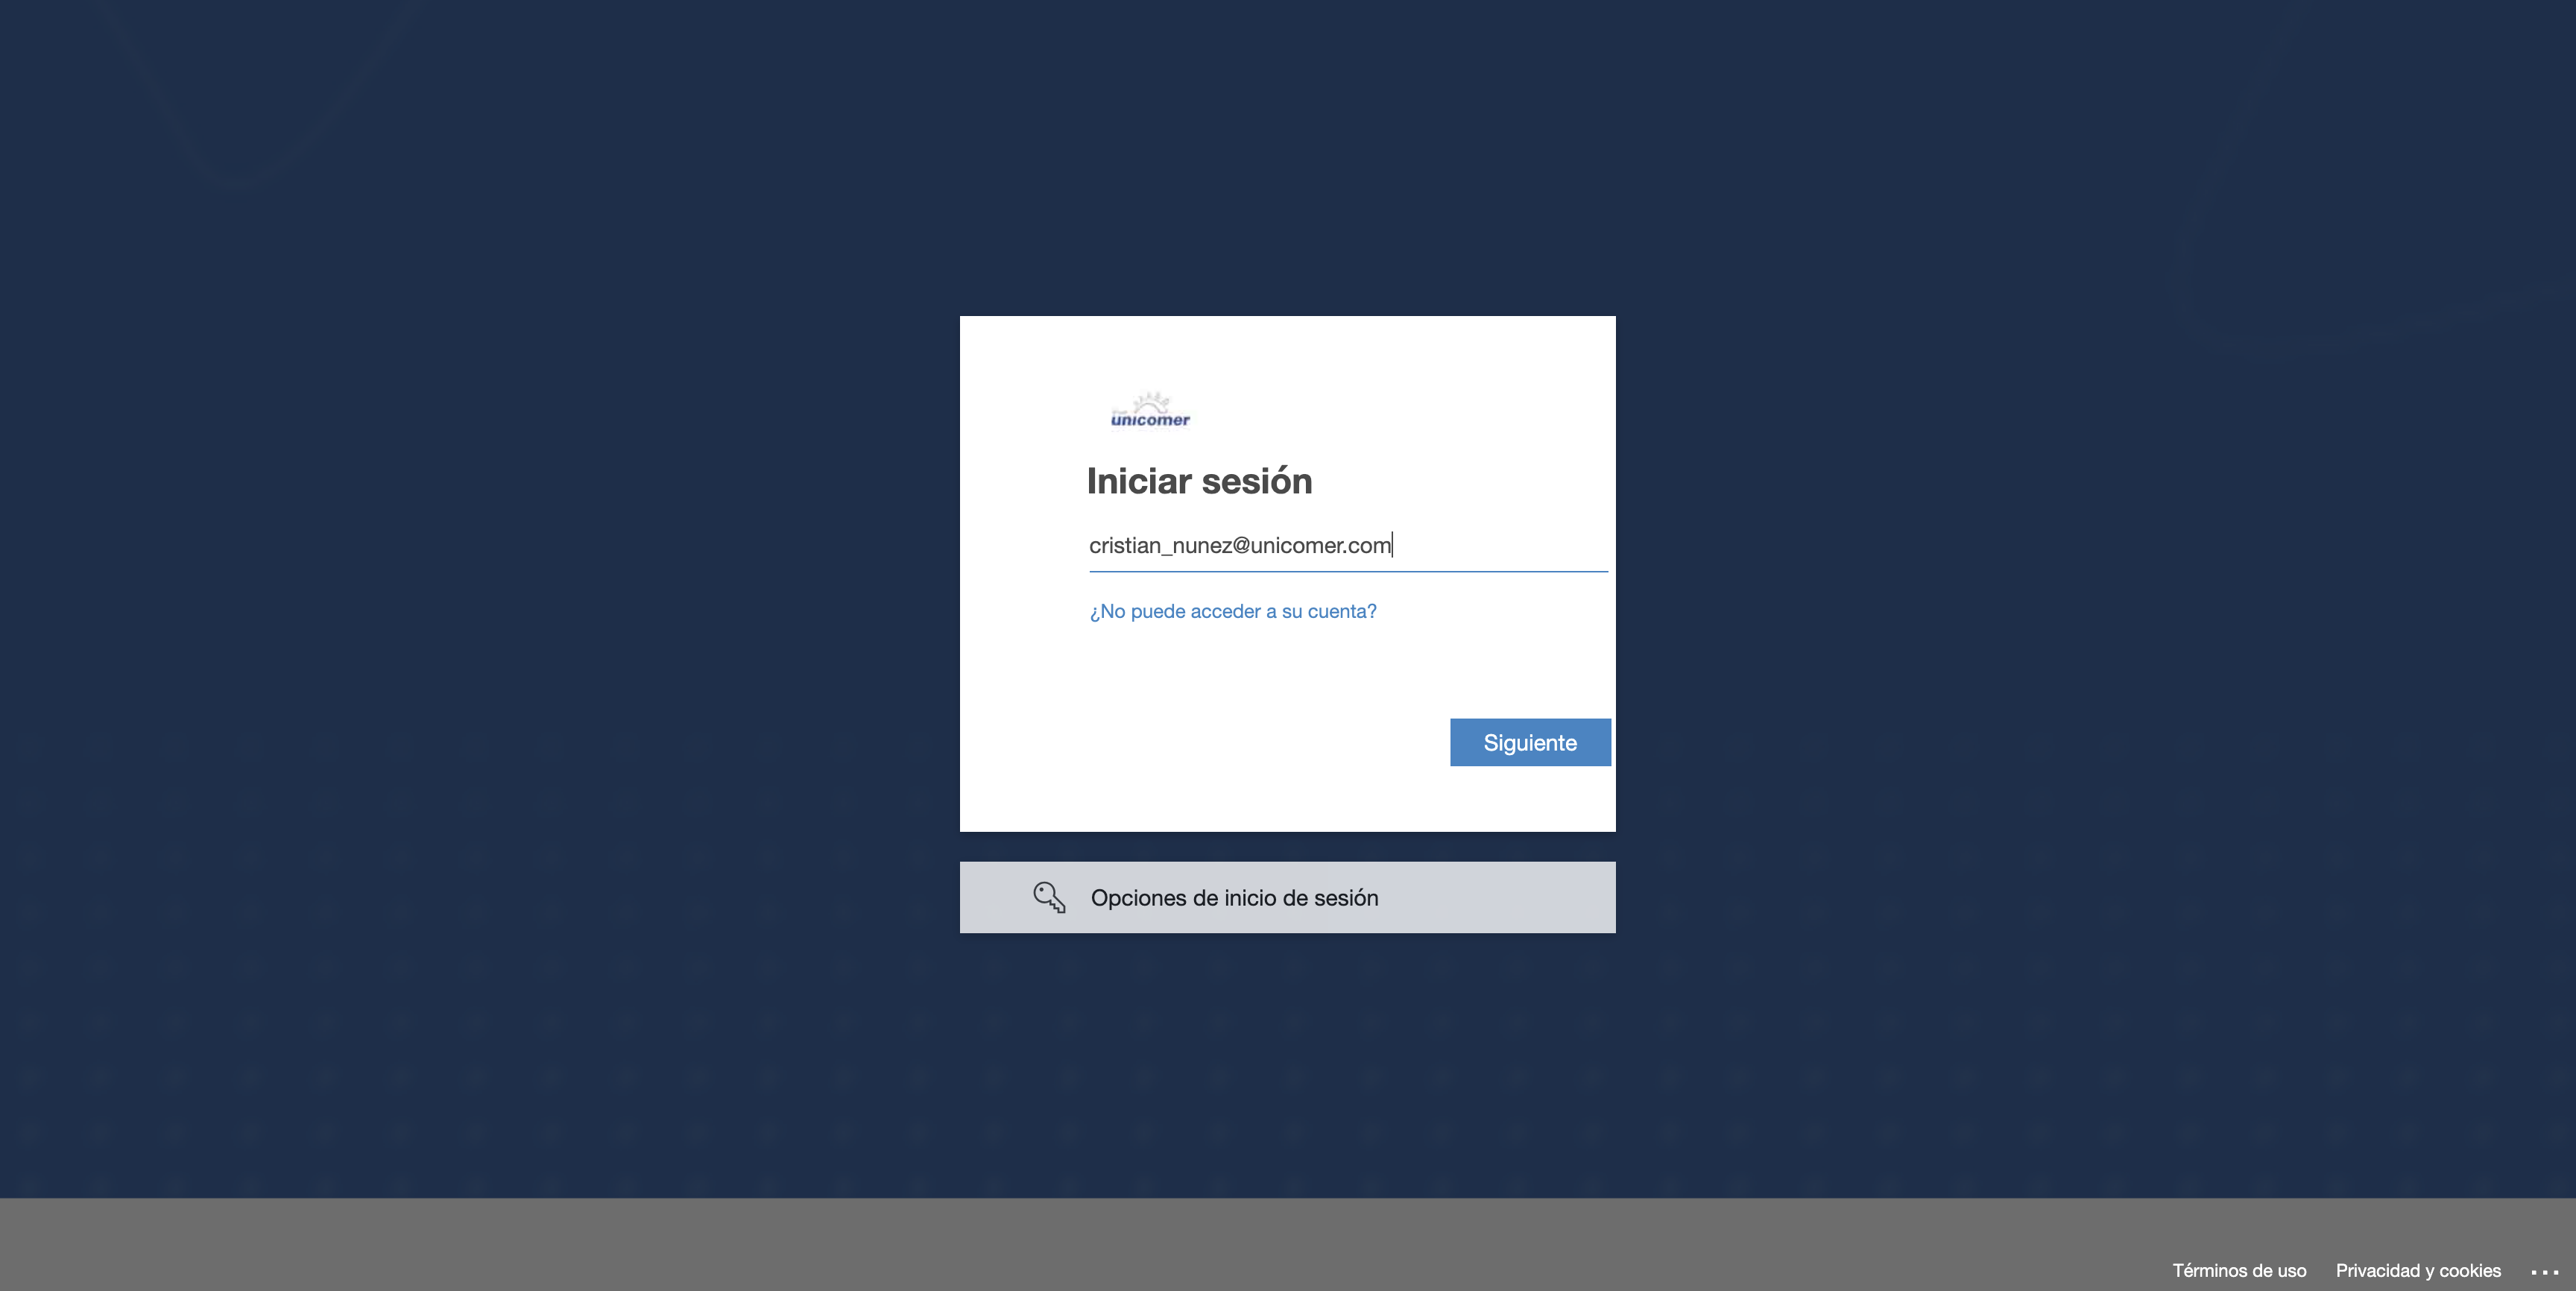 unicomer
Iniciar sesión
cristian_nunez@unicomer.com
¿No puede acceder a su cuenta?
Siguiente
Opciones de inicio de sesión
Términos de uso Privacidad y cookies ...